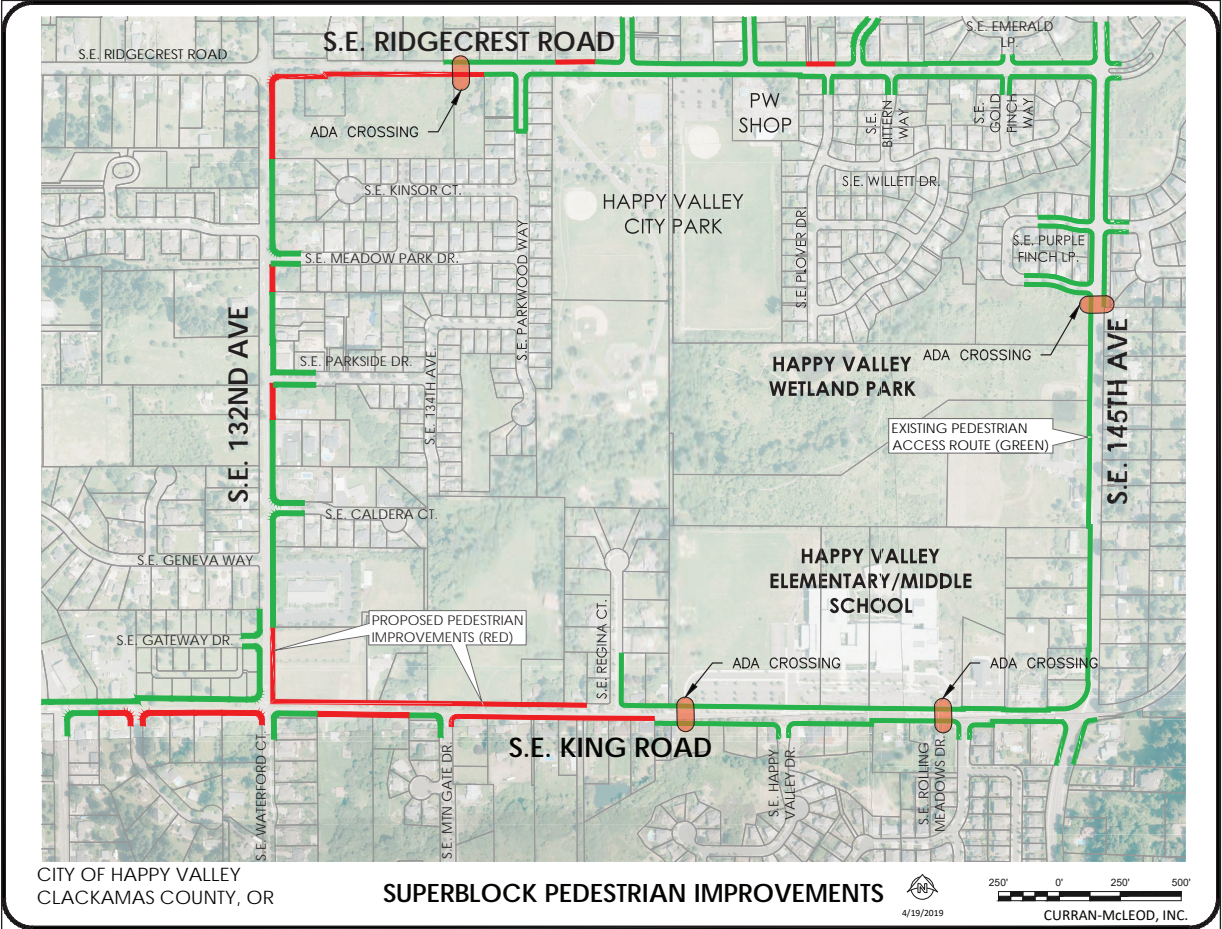 S.E. RIDGECREST ROAD
S.E. RIDGECREST ROAD
S.E. EMERALD
LP.
ADA CROSSING
PW
SHOP
S.E.
BITTERN
WAY
S.E.
GOLD
FINCH
WAY
S.E. KINSOR CT.
S.E. WILLETT DR.
HAPPY VALLEY
CITY PARK
S.E. PARKWOOD WAY
S.E. PLOVER DR.
S.E. PURPLE
FINCH LP.
S.E. MEADOW PARK DR.
S.E. 132ND AVE
S.E. PARKSIDE DR.
S.E. 134TH AVE.
HAPPY VALLEY
WETLAND PARK
ADA CROSSING
S.E. 145TH AVE
EXISTING PEDESTRIAN
ACCESS ROUTE (GREEN)
S.E. CALDERA CT.
S.E. GENEVA WAY
HAPPY VALLEY
ELEMENTARY/MIDDLE
SCHOOL
S.E. GATEWAY DR.
PROPOSED PEDESTRIAN
IMPROVEMENTS (RED)
S.E. REGINA CT.
ADA CROSSING
ADA CROSSING
S.E. KING ROAD
S.E. WATERFORD CT.
S.E. MIN GATE DR.
S.E. HAPPY
VALLEY DR.
S.E. ROLLING
MEADOWS DR.
CITY OF HAPPY VALLEY
CLACKAMAS COUNTY, OR
SUPERBLOCK PEDESTRIAN IMPROVEMENTS
N
4/19/2019
250' 0' 250' 500'
CURRAN-McLEOD, INC.